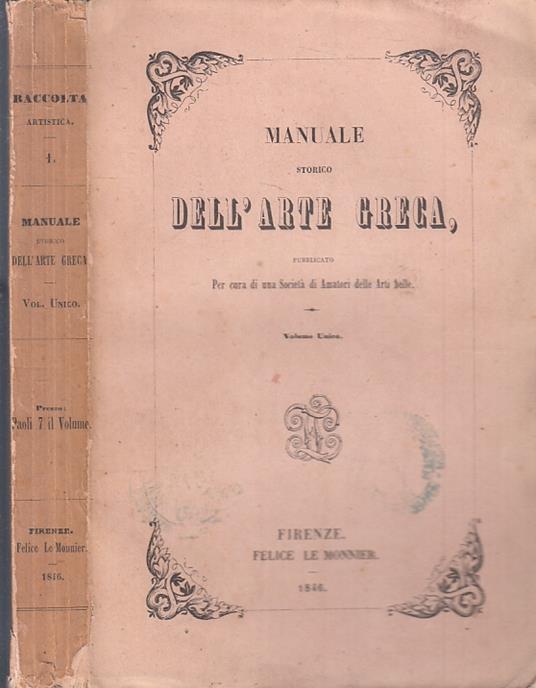 RACCOLTA
ARTISTICA.
1.
MANUALE
STORICO
DELL'ARTE GRECA
VOL. UNICO.
Prezzo:
Paoli 7 il Volume.
FIRENZE.
Felice Le Monnier.
1846.
MANUALE
STORICO
DELL'ARTE GRECA,
PUBBLICATO
Per cura di una Società di Amatori delle Arti belle.
Volume Unico.
FIRENZE.
FELICE LE MONNIER.
1846.